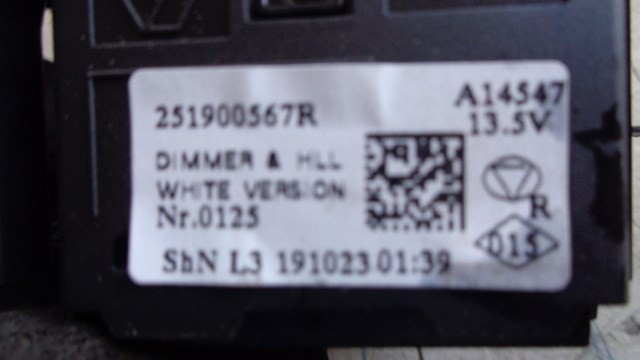 251900567R
A14547
13.5V
DIMMER & HLL
WHITE VERSION
Nr.0125
R
015
ShN L3 191023 01:39